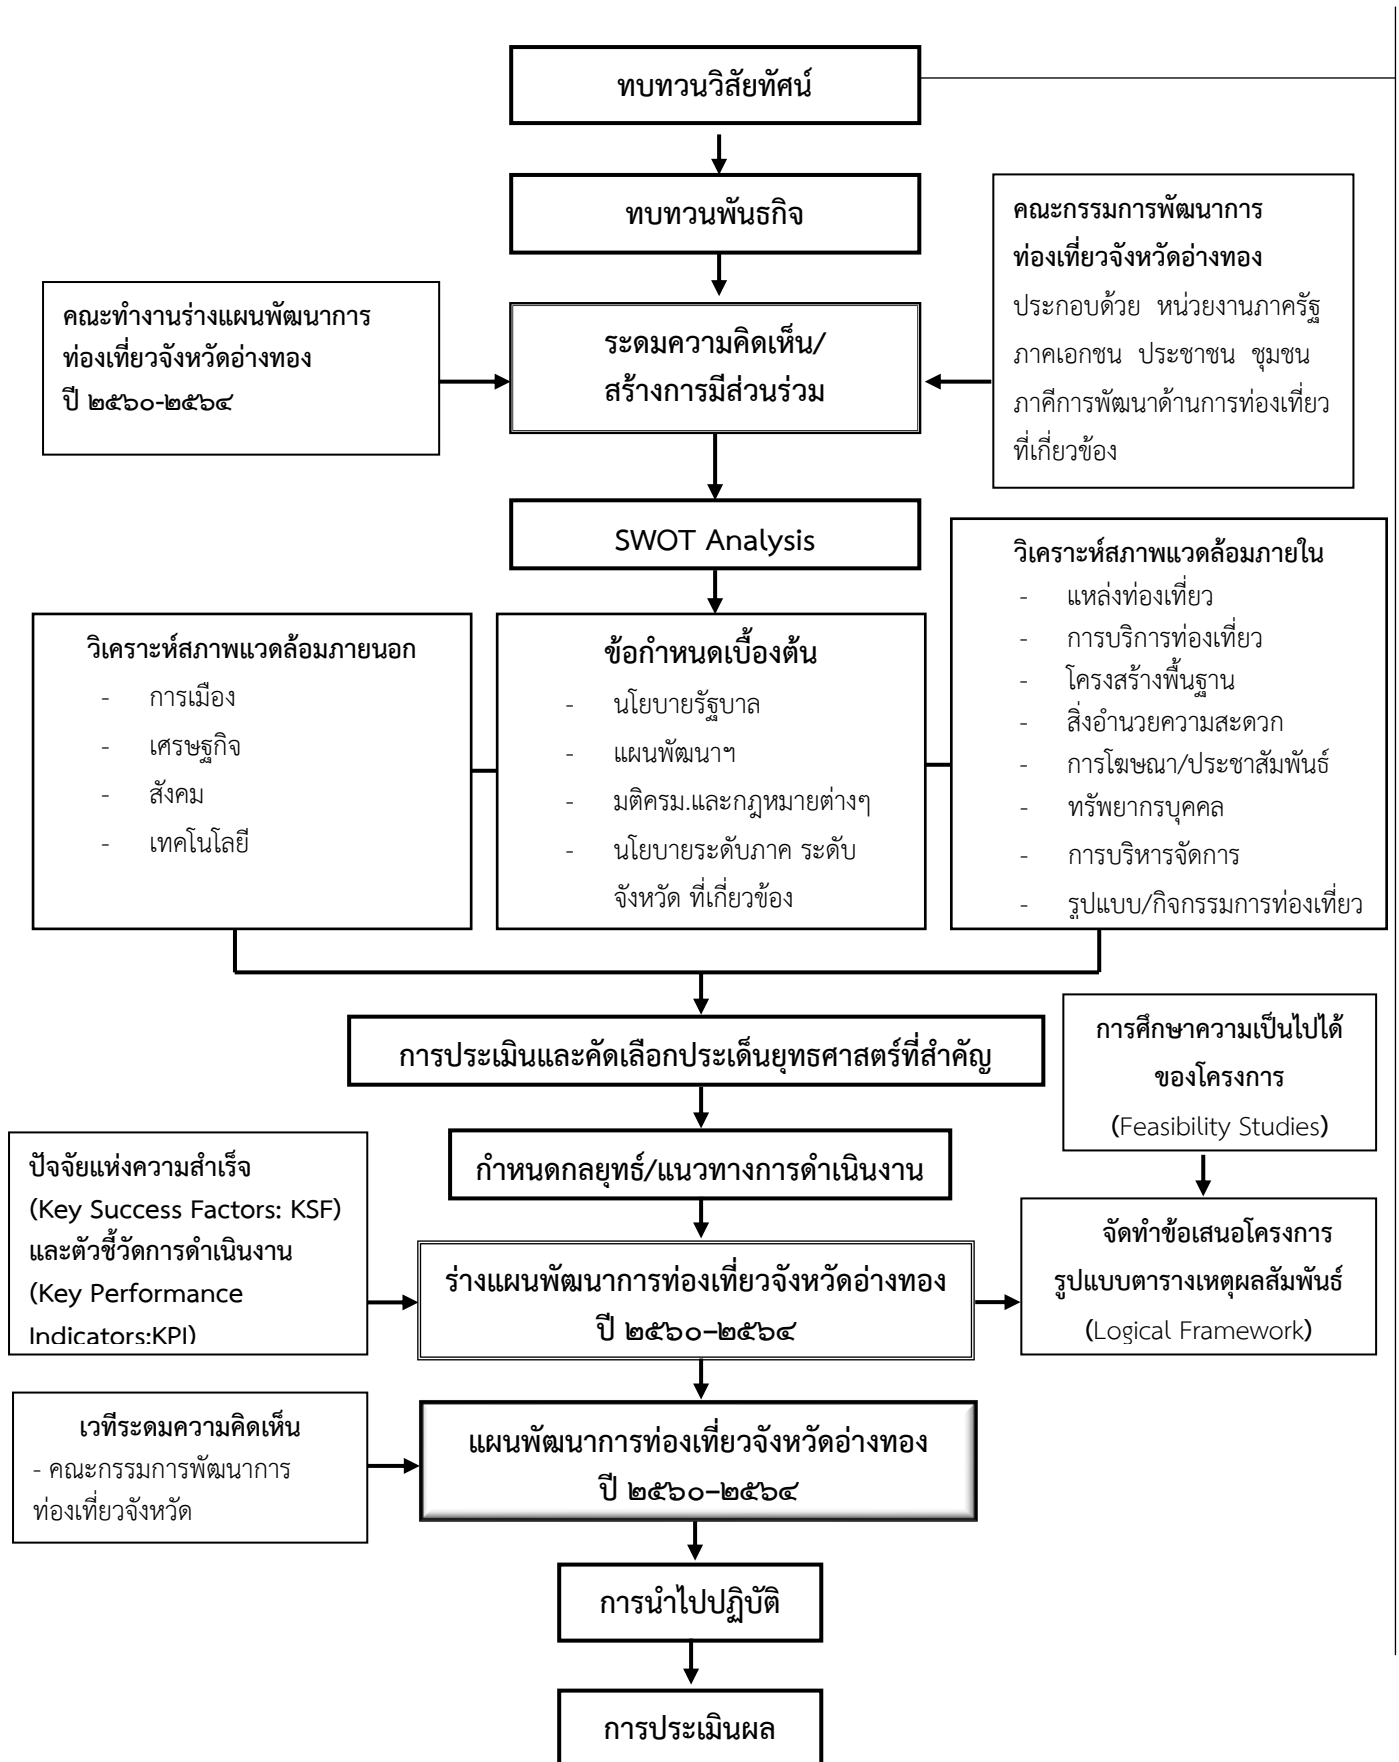 ทบทวนวิสัยทัศน์
ทบทวนพันธกิจ
คณะกรรมการพัฒนาการ
ท่องเที่ยวจังหวัดอ่างทอง
ประกอบด้วย หน่วยงานภาครัฐ
ภาคเอกชน ประชาชน ชุมชน
ภาคีการพัฒนาด้านการท่องเที่ยว
ที่เกี่ยวข้อง
คณะทำงานร่างแผนพัฒนาการ
ท่องเที่ยวจังหวัดอ่างทอง
ปี ๒๕๖๐-๒๕๖๔
ระดมความคิดเห็น/
สร้างการมีส่วนร่วม
SWOT Analysis
วิเคราะห์สภาพแวดล้อมภายนอก
- การเมือง
- เศรษฐกิจ
- สังคม
- เทคโนโลยี
ข้อกำหนดเบื้องต้น
- นโยบายรัฐบาล
- แผนพัฒนาฯ
- มติครม.และกฎหมายต่างๆ
- นโยบายระดับภาค ระดับ
จังหวัด ที่เกี่ยวข้อง
วิเคราะห์สภาพแวดล้อมภายใน
- แหล่งท่องเที่ยว
- การบริการท่องเที่ยว
- โครงสร้างพื้นฐาน
- สิ่งอำนวยความสะดวก
- การโฆษณา/ประชาสัมพันธ์
- ทรัพยากรบุคคล
- การบริหารจัดการ
- รูปแบบ/กิจกรรมการท่องเที่ยว
การประเมินและคัดเลือกประเด็นยุทธศาสตร์ที่สำคัญ
การศึกษาความเป็นไปได้
ของโครงการ
(Feasibility Studies)
กำหนดกลยุทธ์/แนวทางการดำเนินงาน
ปัจจัยแห่งความสำเร็จ
(Key Success Factors: KSF)
และตัวชี้วัดการดำเนินงาน
(Key Performance
Indicators:KPI)
ร่างแผนพัฒนาการท่องเที่ยวจังหวัดอ่างทอง
ปี ๒๕๖๐–๒๕๖๔
จัดทำข้อเสนอโครงการ
รูปแบบตารางเหตุผลสัมพันธ์
(Logical Framework)
เวทีระดมความคิดเห็น
- คณะกรรมการพัฒนาการ
ท่องเที่ยวจังหวัด
แผนพัฒนาการท่องเที่ยวจังหวัดอ่างทอง
ปี ๒๕๖๐–๒๕๖๔
การนำไปปฏิบัติ
การประเมินผล